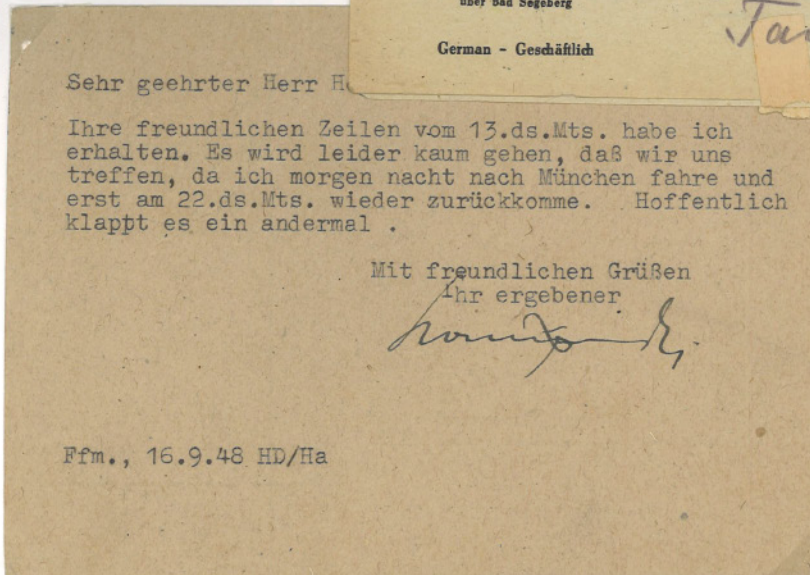 über Bad Segeberg
German - Geschäftlich
Sehr geehrter Herr
Ihre freundlichen Zeilen vom 13.ds.Mts. habe ich
erhalten. Es wird leider kaum gehen, daß wir uns
treffen, da ich morgen nacht nach München fahre und
erst am 22.ds.Mts. wieder zurückkomme. Hoffentlich
klappt es ein andermal .
Mit freundlichen Grüßen
Ihr ergebener
Ffm., 16.9.48 HD/Ha